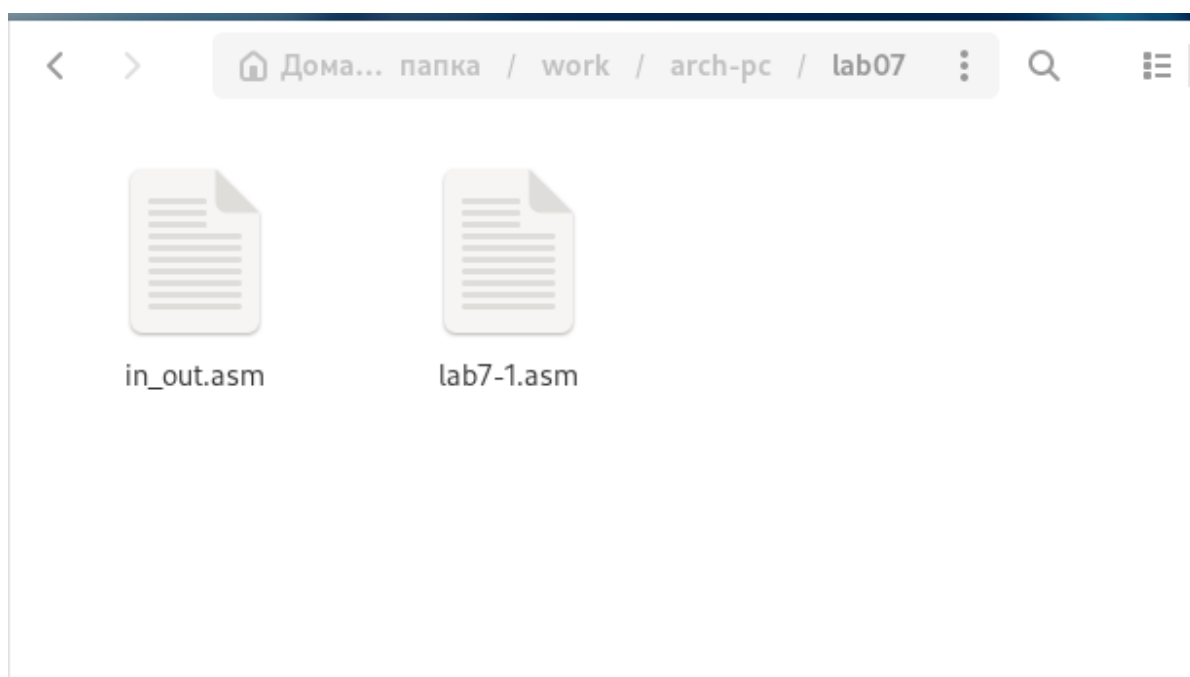 Дома... папка / work / arch-pc / lab07
in_out.asm lab7-1.asm